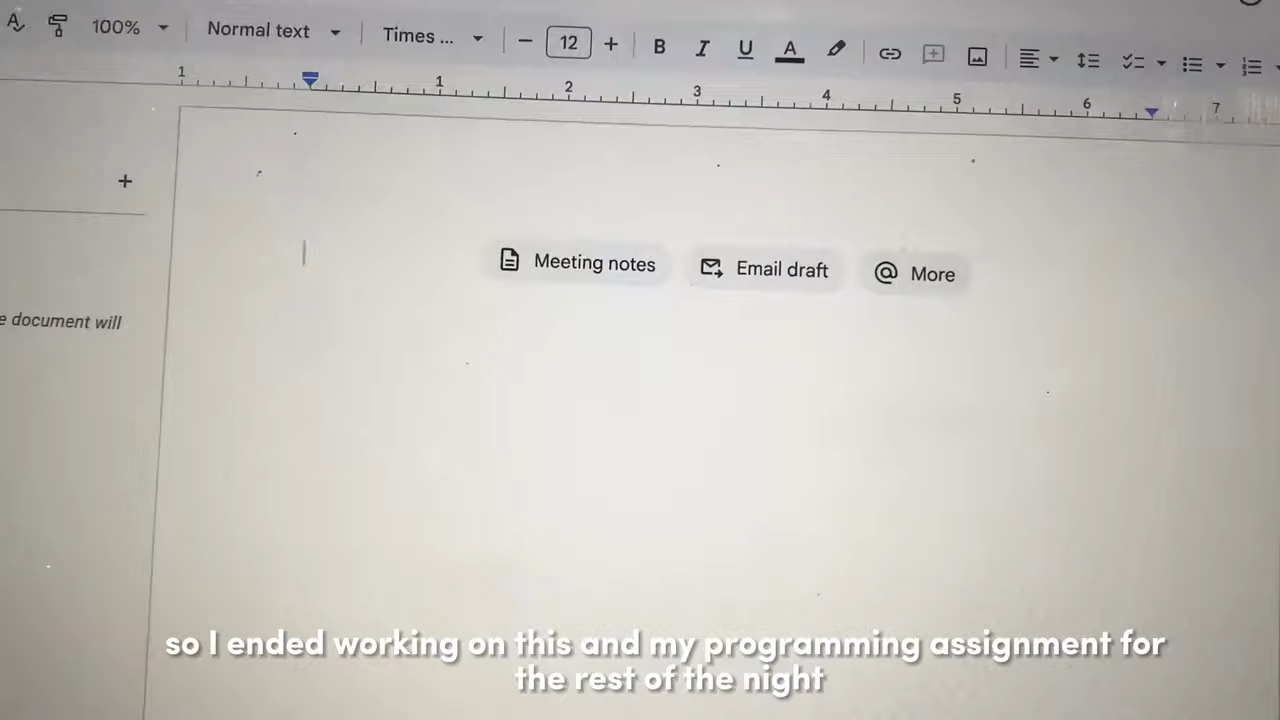 100% Normal text Times ... 12 B I U A
1 1 2 3 4 5 6 7
Meeting notes Email draft More
e document will
so I ended working on this and my programming assignment for
the rest of the night